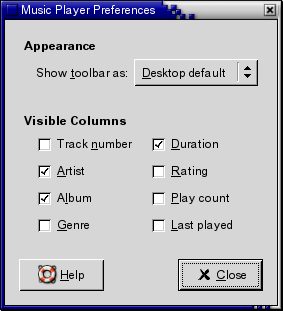 Music Player Preferences
Appearance
Show toolbar as: Desktop default
Visible Columns
Track number Duration
Artist Rating
Album Play count
Genre Last played
Help Close